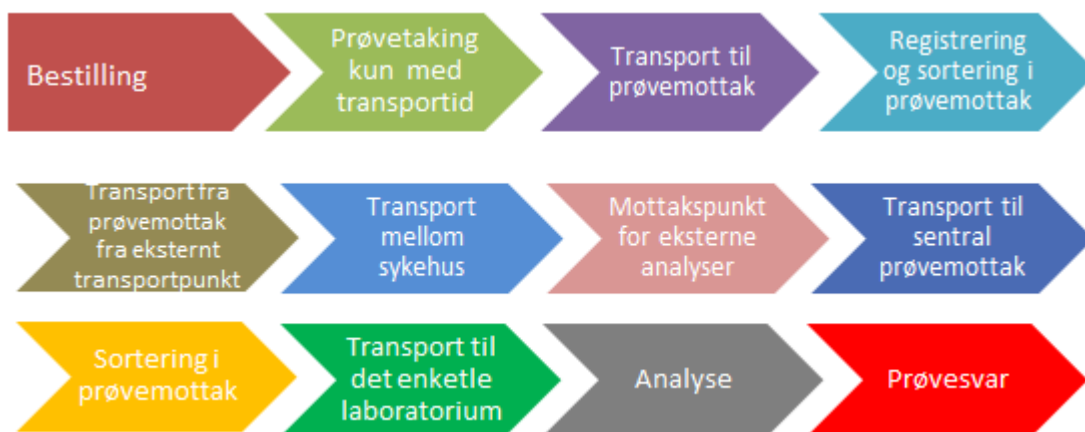 Bestilling
Prøvetaking
kun med
transportid
Transport til
prøvemottak
Registrering
og sortering i
prøvemottak
Transport fra
prøvemottak
fra eksternt
transportpunkt
Transport
mellom
sykehus
Mottakspunkt
for eksterne
analyser
Transport til
sentral
prøvemottak
Sortering i
prøvemottak
Transport til
det enketle
laboratorium
Analyse
Prøvesvar